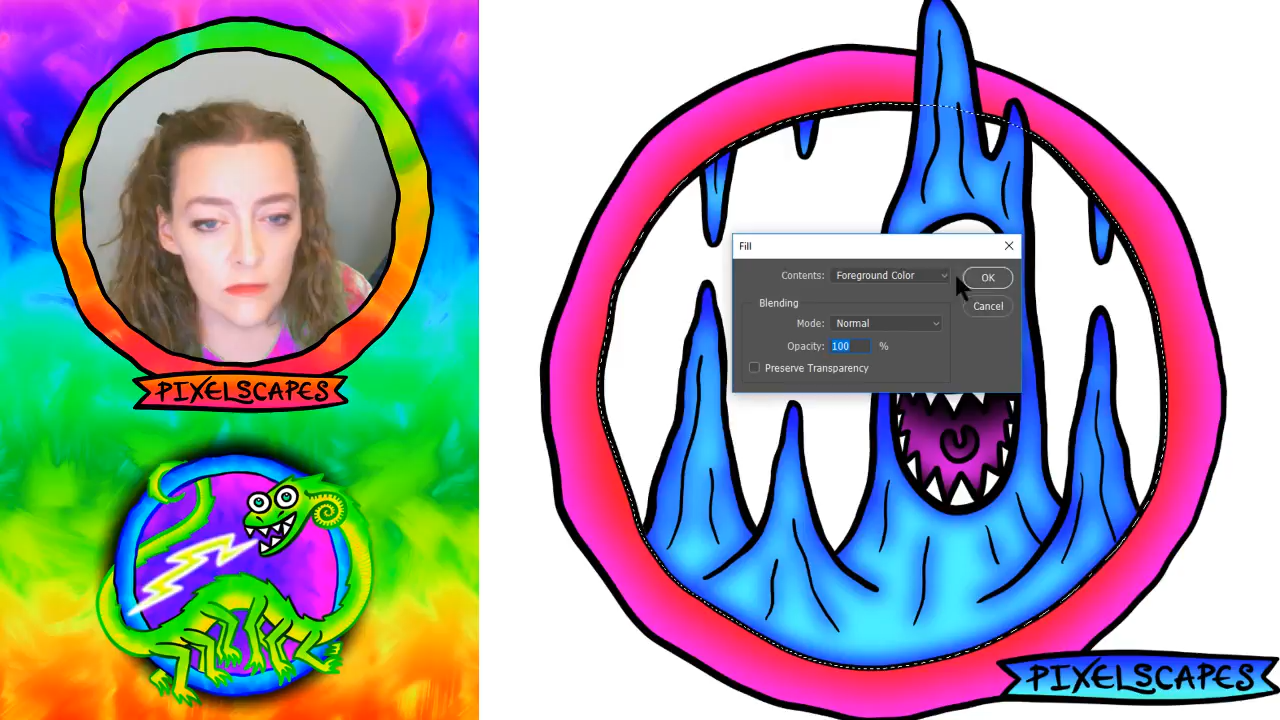 PIXELSCAPES
Fill
Contents: Foreground Color
OK
Blending
Cancel
Mode: Normal
Opacity: 100 %
Preserve Transparency
PIXELSCAPES